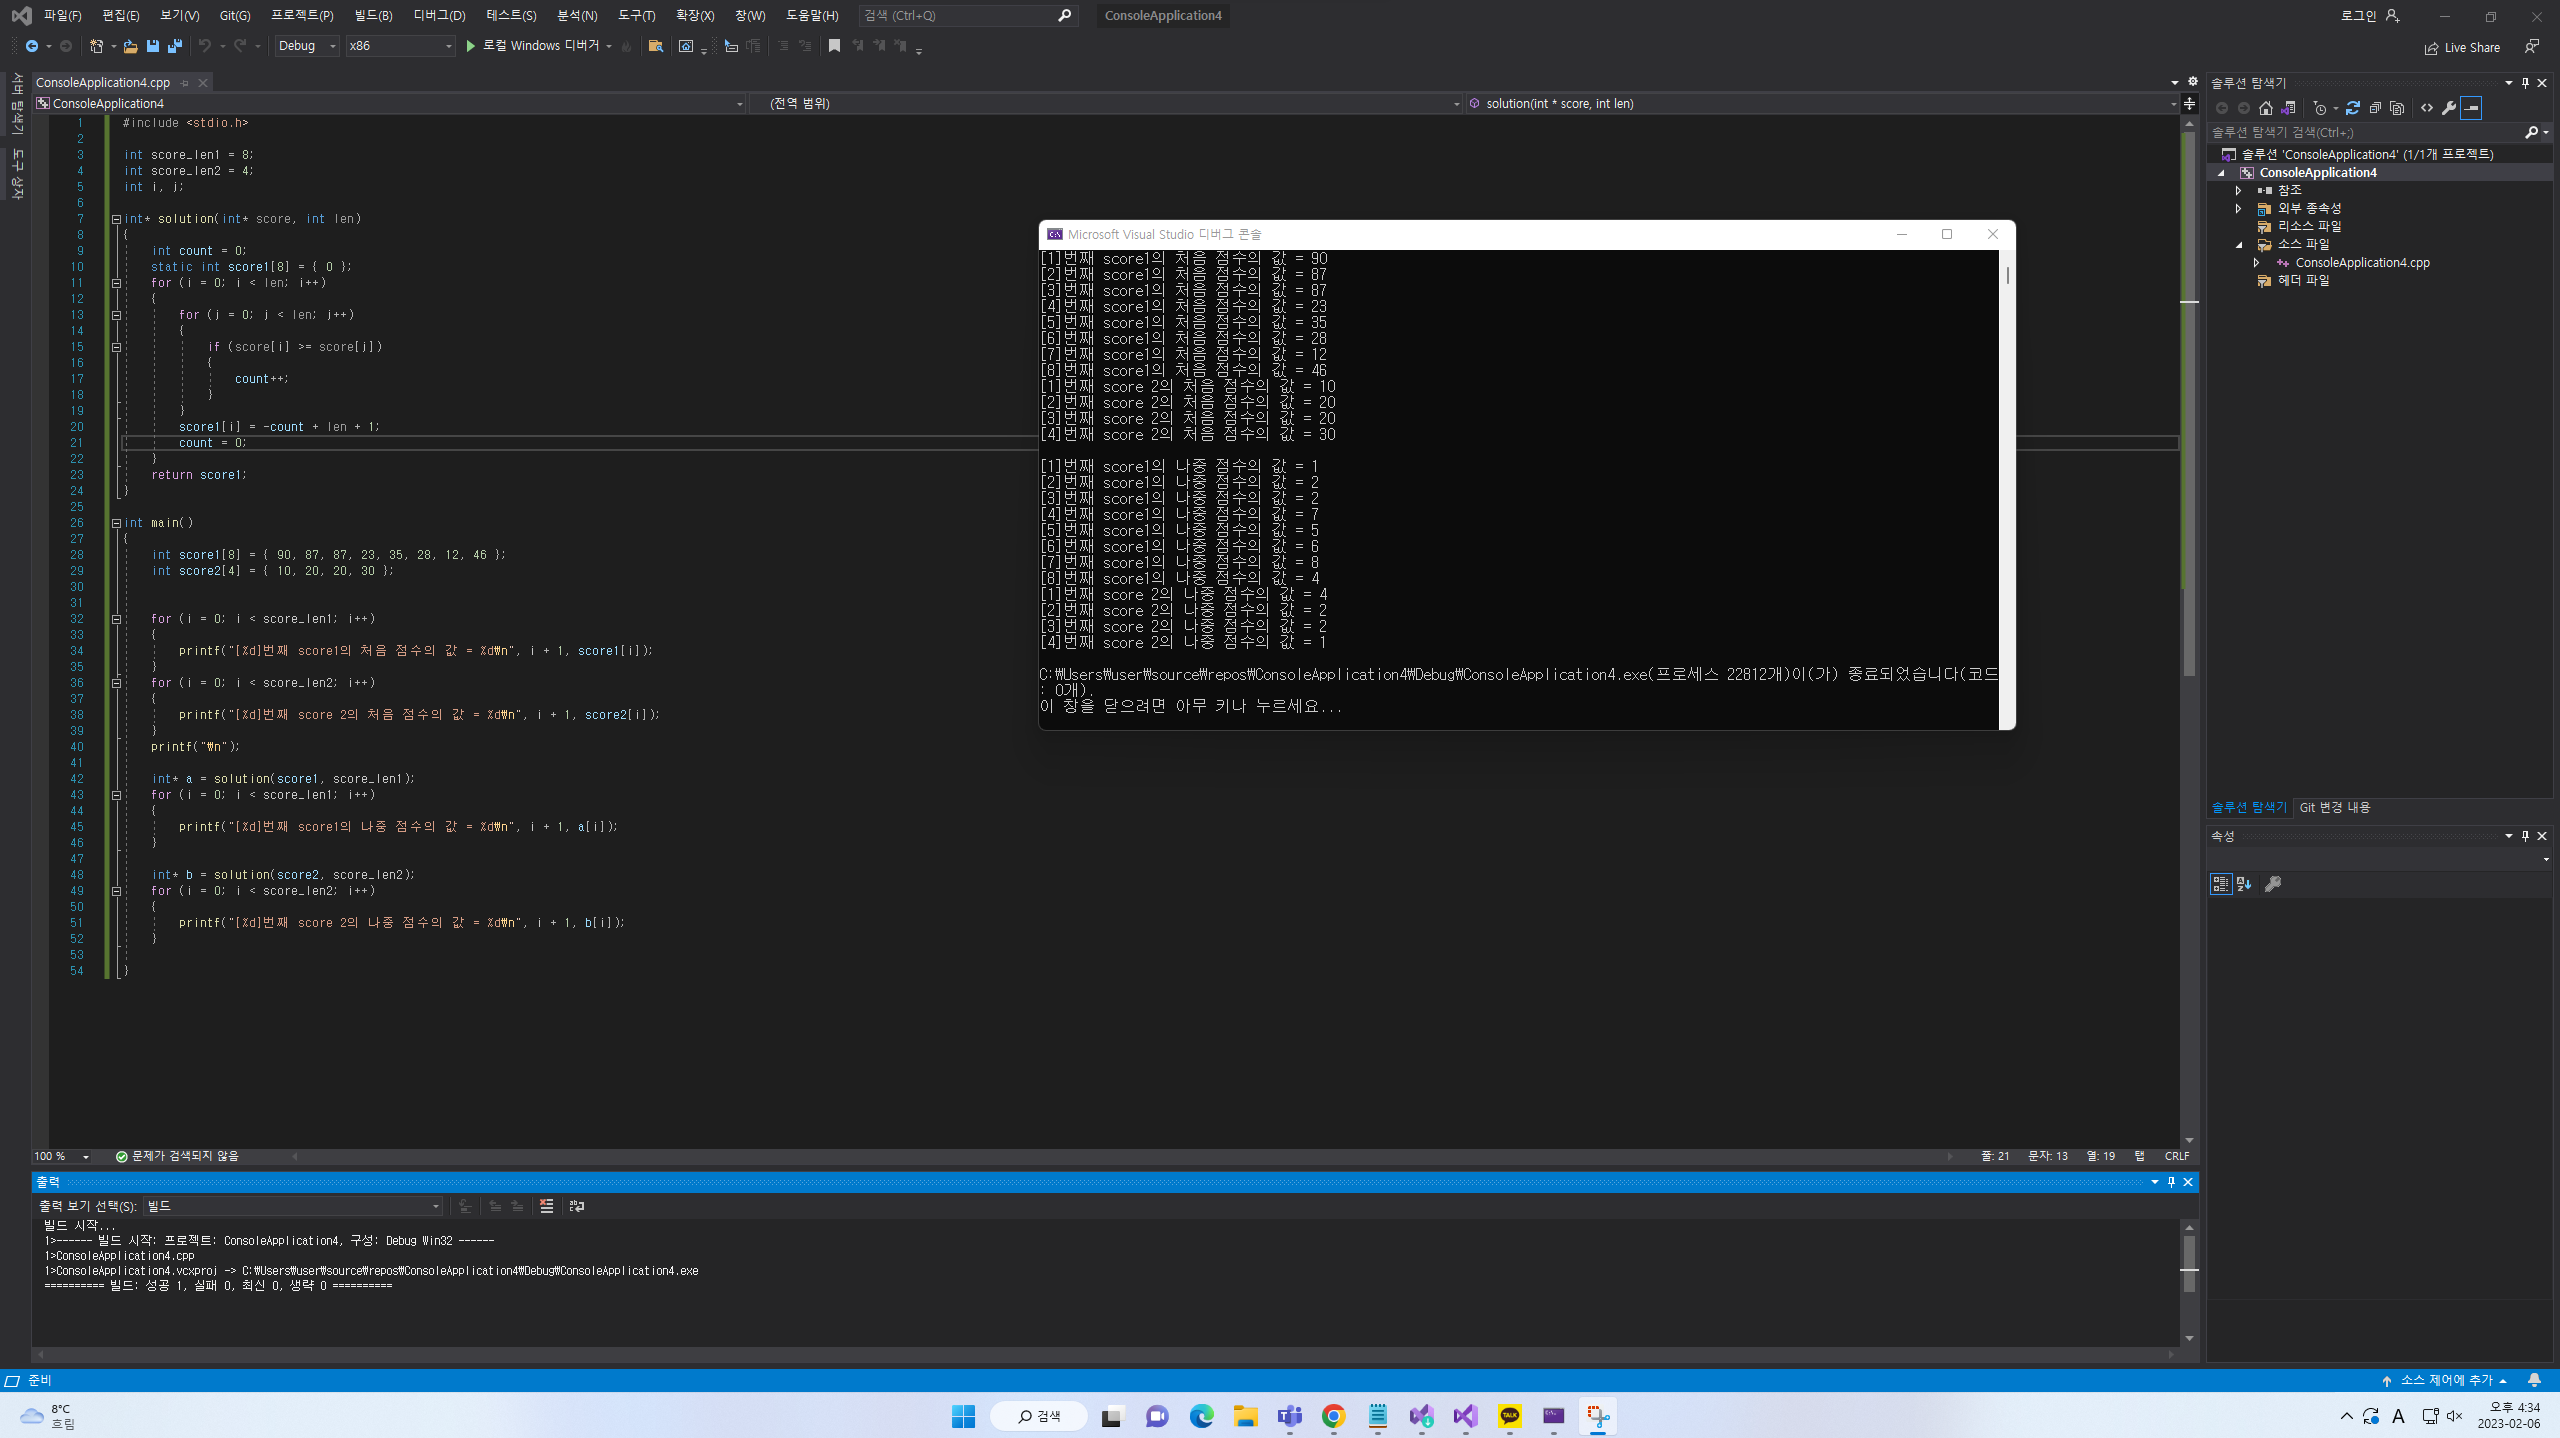 파일(F) 편집(E) 보기(V) Git(G) 프로젝트(P) 빌드(B) 디버그(D) 테스트(S) 분석(N) 도구(T) 확장(X) 창(W) 도움말(H) 검색 (Ctrl+Q) ConsoleApplication4 로그인
Debug x86 로컬 Windows 디버거 Live Share
서버 탐색기
도구 상자
ConsoleApplication4.cpp
ConsoleApplication4 (전역 범위) solution(int * score, int len)
1 #include <stdio.h>
2
3 int score_len1 = 8;
4 int score_len2 = 4;
5 int i, j;
6
7 int* solution(int* score, int len)
8 {
9 int count = 0;
10 static int score1[8] = { 0 };
11 for (i = 0; i < len; i++)
12 {
13 for (j = 0; j < len; j++)
14 {
15 if (score[i] >= score[j])
16 {
17 count++;
18 }
19 }
20 score1[i] = -count + len + 1;
21 count = 0;
22 }
23 return score1;
24 }
25
26 int main()
27 {
28 int score1[8] = { 90, 87, 87, 23, 35, 28, 12, 46 };
29 int score2[4] = { 10, 20, 20, 30 };
30
31
32 for (i = 0; i < score_len1; i++)
33 {
34 printf("[%d]번째 score1의 처음 점수의 값 = %d₩n", i + 1, score1[i]);
35 }
36 for (i = 0; i < score_len2; i++)
37 {
38 printf("[%d]번째 score 2의 처음 점수의 값 = %d₩n", i + 1, score2[i]);
39 }
40 printf("₩n");
41
42 int* a = solution(score1, score_len1);
43 for (i = 0; i < score_len1; i++)
44 {
45 printf("[%d]번째 score1의 나중 점수의 값 = %d₩n", i + 1, a[i]);
46 }
47
48 int* b = solution(score2, score_len2);
49 for (i = 0; i < score_len2; i++)
50 {
51 printf("[%d]번째 score 2의 나중 점수의 값 = %d₩n", i + 1, b[i]);
52 }
53
54 }
Microsoft Visual Studio 디버그 콘솔
[1]번째 score1의 처음 점수의 값 = 90
[2]번째 score1의 처음 점수의 값 = 87
[3]번째 score1의 처음 점수의 값 = 87
[4]번째 score1의 처음 점수의 값 = 23
[5]번째 score1의 처음 점수의 값 = 35
[6]번째 score1의 처음 점수의 값 = 28
[7]번째 score1의 처음 점수의 값 = 12
[8]번째 score1의 처음 점수의 값 = 46
[1]번째 score 2의 처음 점수의 값 = 10
[2]번째 score 2의 처음 점수의 값 = 20
[3]번째 score 2의 처음 점수의 값 = 20
[4]번째 score 2의 처음 점수의 값 = 30
[1]번째 score1의 나중 점수의 값 = 1
[2]번째 score1의 나중 점수의 값 = 2
[3]번째 score1의 나중 점수의 값 = 2
[4]번째 score1의 나중 점수의 값 = 7
[5]번째 score1의 나중 점수의 값 = 5
[6]번째 score1의 나중 점수의 값 = 6
[7]번째 score1의 나중 점수의 값 = 8
[8]번째 score1의 나중 점수의 값 = 4
[1]번째 score 2의 나중 점수의 값 = 4
[2]번째 score 2의 나중 점수의 값 = 2
[3]번째 score 2의 나중 점수의 값 = 2
[4]번째 score 2의 나중 점수의 값 = 1
C:₩Users₩user₩source₩repos₩ConsoleApplication4₩Debug₩ConsoleApplication4.exe(프로세스 22812개)이(가) 종료되었습니다(코드
: 0개).
이 창을 닫으려면 아무 키나 누르세요...
솔루션 탐색기
솔루션 탐색기 검색(Ctrl+;)
솔루션 'ConsoleApplication4' (1/1개 프로젝트)
ConsoleApplication4
참조
외부 종속성
리소스 파일
소스 파일
ConsoleApplication4.cpp
헤더 파일
솔루션 탐색기 Git 변경 내용
속성
100 % 문제가 검색되지 않음 줄: 21 문자: 13 열: 19 탭 CRLF
출력
출력 보기 선택(S): 빌드
빌드 시작...
1>------ 빌드 시작: 프로젝트: ConsoleApplication4, 구성: Debug Win32 ------
1>ConsoleApplication4.cpp
1>ConsoleApplication4.vcxproj -> C:₩Users₩user₩source₩repos₩ConsoleApplication4₩Debug₩ConsoleApplication4.exe
========== 빌드: 성공 1, 실패 0, 최신 0, 생략 0 ==========
준비 소스 제어에 추가
8°C
흐림
검색
TALK
A
오후 4:34
2023-02-06